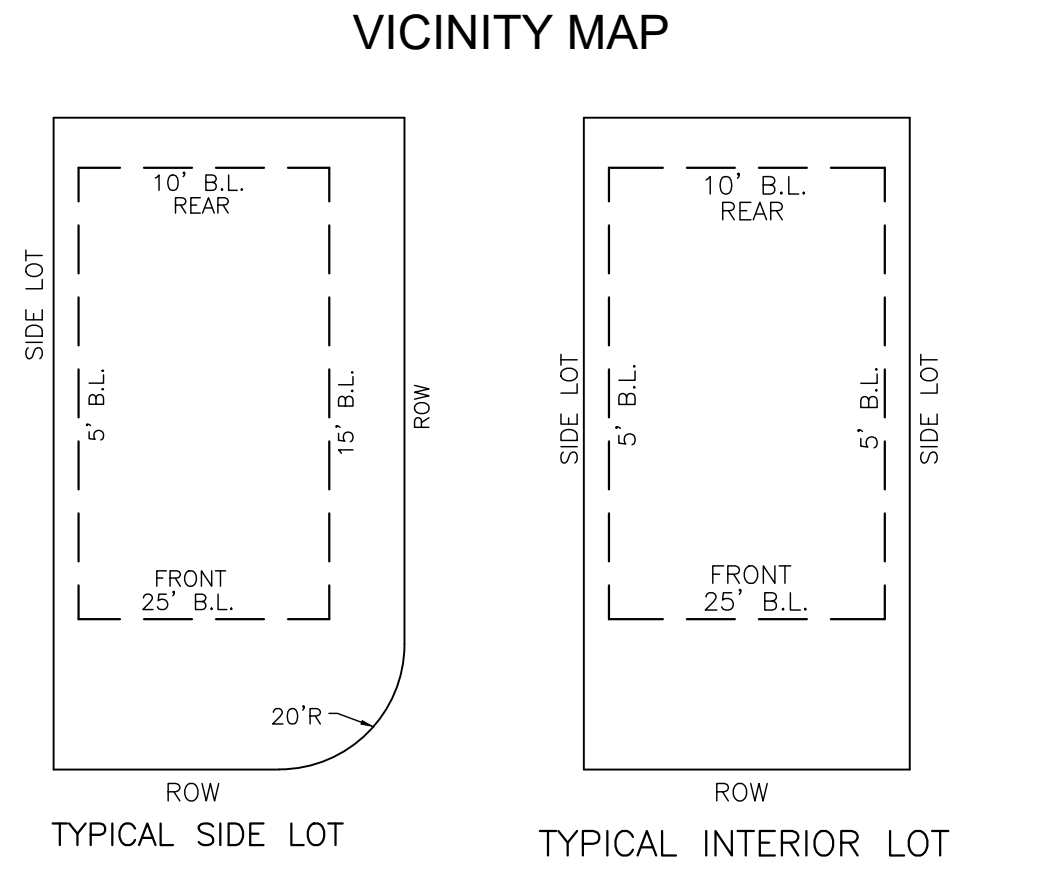 VICINITY MAP
10' B.L.
REAR
SIDE LOT
5' B.L.
15' B.L.
ROW
FRONT
25' B.L.
20'R
ROW
TYPICAL SIDE LOT
10' B.L.
REAR
SIDE LOT
5' B.L.
5' B.L.
SIDE LOT
FRONT
25' B.L.
ROW
TYPICAL INTERIOR LOT